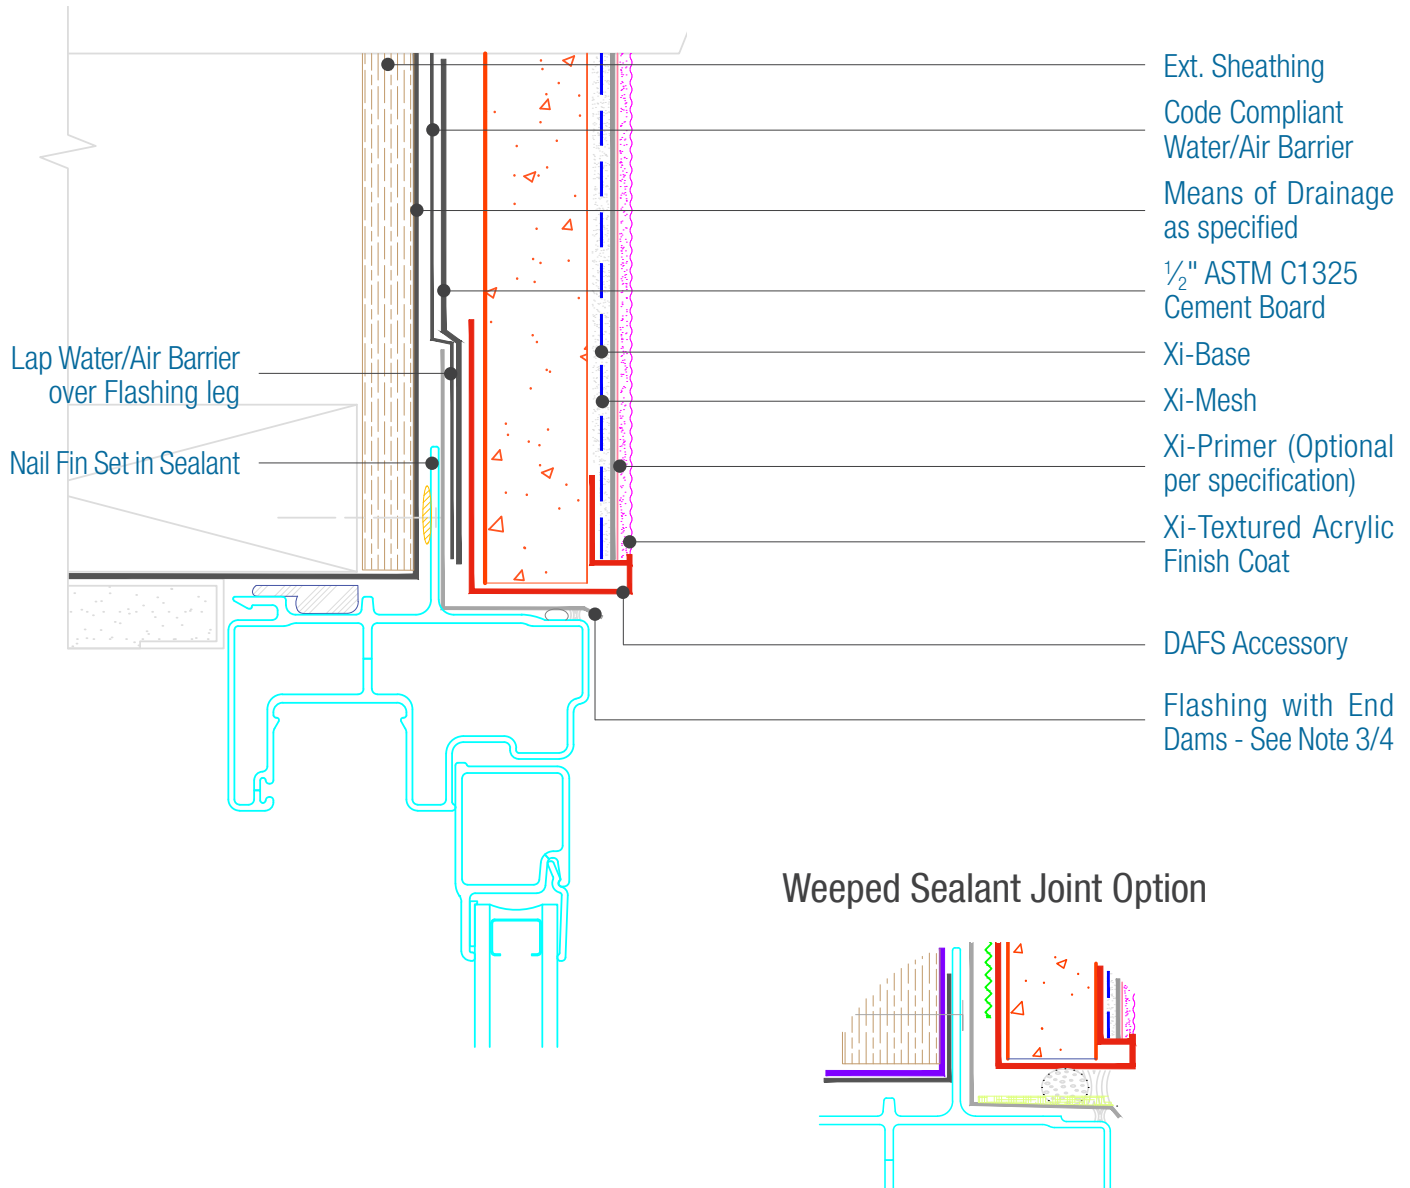 Ext. Sheathing
Code Compliant
Water/Air Barrier
Means of Drainage
as specified
½" ASTM C1325
Cement Board
Xi-Base
Xi-Mesh
Xi-Primer (Optional
per specification)
Xi-Textured Acrylic
Finish Coat
DAFS Accessory
Flashing with End
Dams - See Note 3/4
Lap Water/Air Barrier
over Flashing leg
Nail Fin Set in Sealant
Weeped Sealant Joint Option